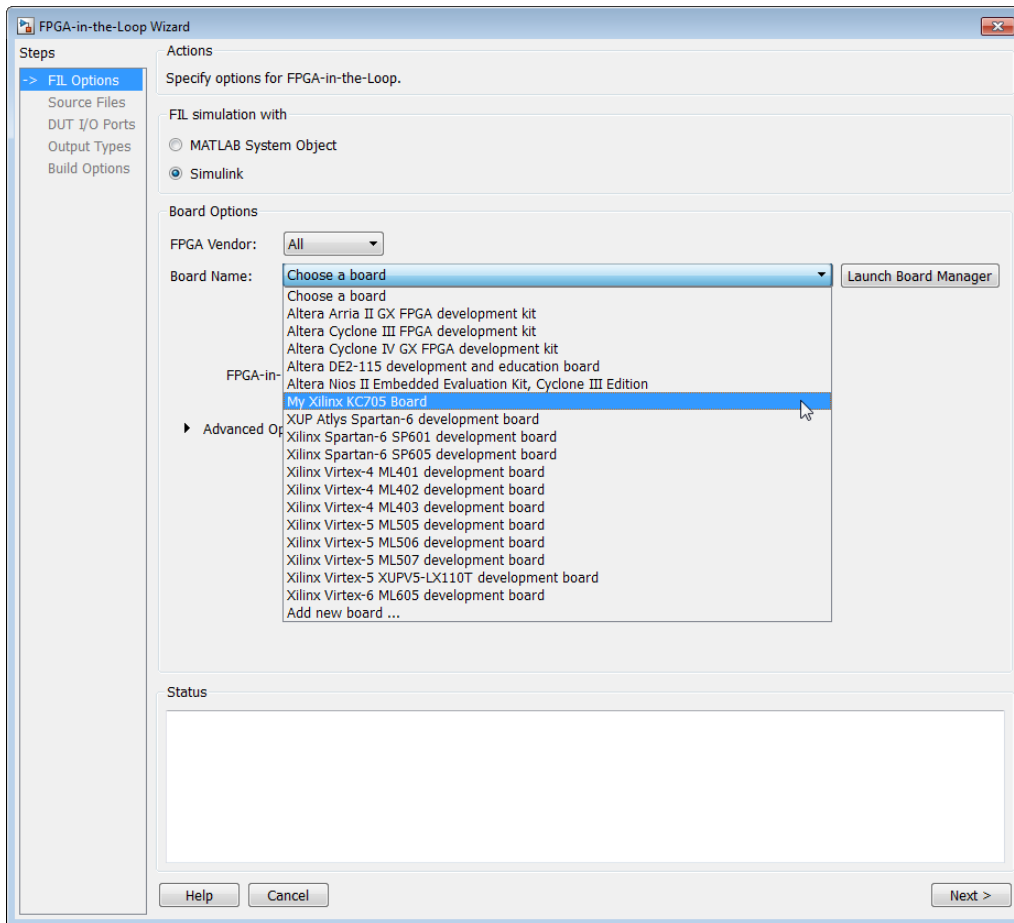 FPGA-in-the-Loop Wizard
Steps
-> FIL Options
Source Files
DUT I/O Ports
Output Types
Build Options
Actions
Specify options for FPGA-in-the-Loop.
FIL simulation with
MATLAB System Object
Simulink
Board Options
FPGA Vendor: All
Board Name: Choose a board Launch Board Manager
Choose a board
Altera Arria II GX FPGA development kit
Altera Cyclone III FPGA development kit
Altera Cyclone IV GX FPGA development kit
Altera DE2-115 development and education board
FPGA-in-
Altera Nios II Embedded Evaluation Kit, Cyclone III Edition
My Xilinx KC705 Board
Advanced Op
XUP Atlys Spartan-6 development board
Xilinx Spartan-6 SP601 development board
Xilinx Spartan-6 SP605 development board
Xilinx Virtex-4 ML401 development board
Xilinx Virtex-4 ML402 development board
Xilinx Virtex-4 ML403 development board
Xilinx Virtex-5 ML505 development board
Xilinx Virtex-5 ML506 development board
Xilinx Virtex-5 ML507 development board
Xilinx Virtex-5 XUPV5-LX110T development board
Xilinx Virtex-6 ML605 development board
Add new board ...
Status
Help Cancel Next >